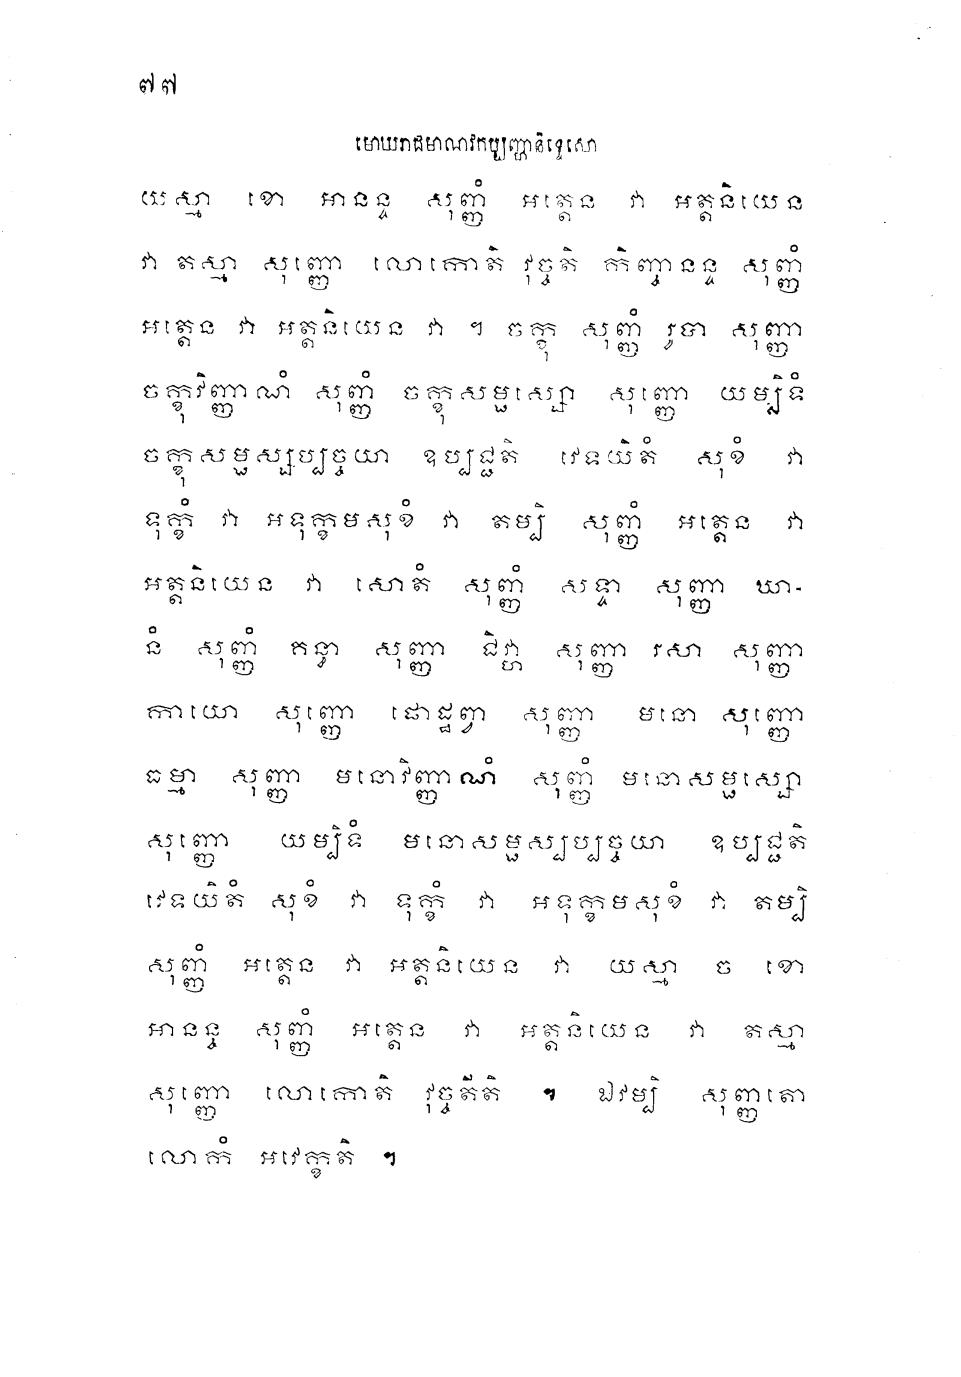 ៧៧
មោឃរាជមាណវកប្បញ្ហានិទ្ទេសោ
យស្មា ខោ អានន្ទ សុញ្ញំ អត្តេន វា អត្តនិយេន
វា តស្មា សុញ្ញោ លោកោតិ វុច្ចតិ កិញ្ចានន្ទ សុញ្ញំ
អត្តេន វា អត្តនិយេន វា ។ ចក្ខុ សុញ្ញំ រូបា សុញ្ញា
ចក្ខុវិញ្ញាណំ សុញ្ញំ ចក្ខុសម្ផស្សោ សុញ្ញោ យម្បិទំ
ចក្ខុសម្ផស្សប្បច្ចយា ឧប្បជ្ជតិ វេទយិតំ សុខំ វា
ទុក្ខំ វា អទុក្ខមសុខំ វា តម្បិ សុញ្ញំ អត្តេន វា
អត្តនិយេន វា សោតំ សុញ្ញំ សទ្ទា សុញ្ញា ឃា-
នំ សុញ្ញំ គន្ធា សុញ្ញា ជិវ្ហា សុញ្ញា រសា សុញ្ញា
កាយោ សុញ្ញោ ផោដ្ឋព្វា សុញ្ញា មនោ សុញ្ញោ
ធម្មា សុញ្ញា មនោវិញ្ញាណំ សុញ្ញំ មនោសម្ផស្សោ
សុញ្ញោ យម្បិទំ មនោសម្ផស្សប្បច្ចយា ឧប្បជ្ជតិ
វេទយិតំ សុខំ វា ទុក្ខំ វា អទុក្ខមសុខំ វា តម្បិ
សុញ្ញំ អត្តេន វា អត្តនិយេន វា យស្មា ច ខោ
អានន្ទ សុញ្ញំ អត្តេន វា អត្តនិយេន វា តស្មា
សុញ្ញោ លោកោតិ វុច្ចតីតិ ។ ឯវម្បិ សុញ្ញតោ
លោកំ អវេក្ខតិ ។